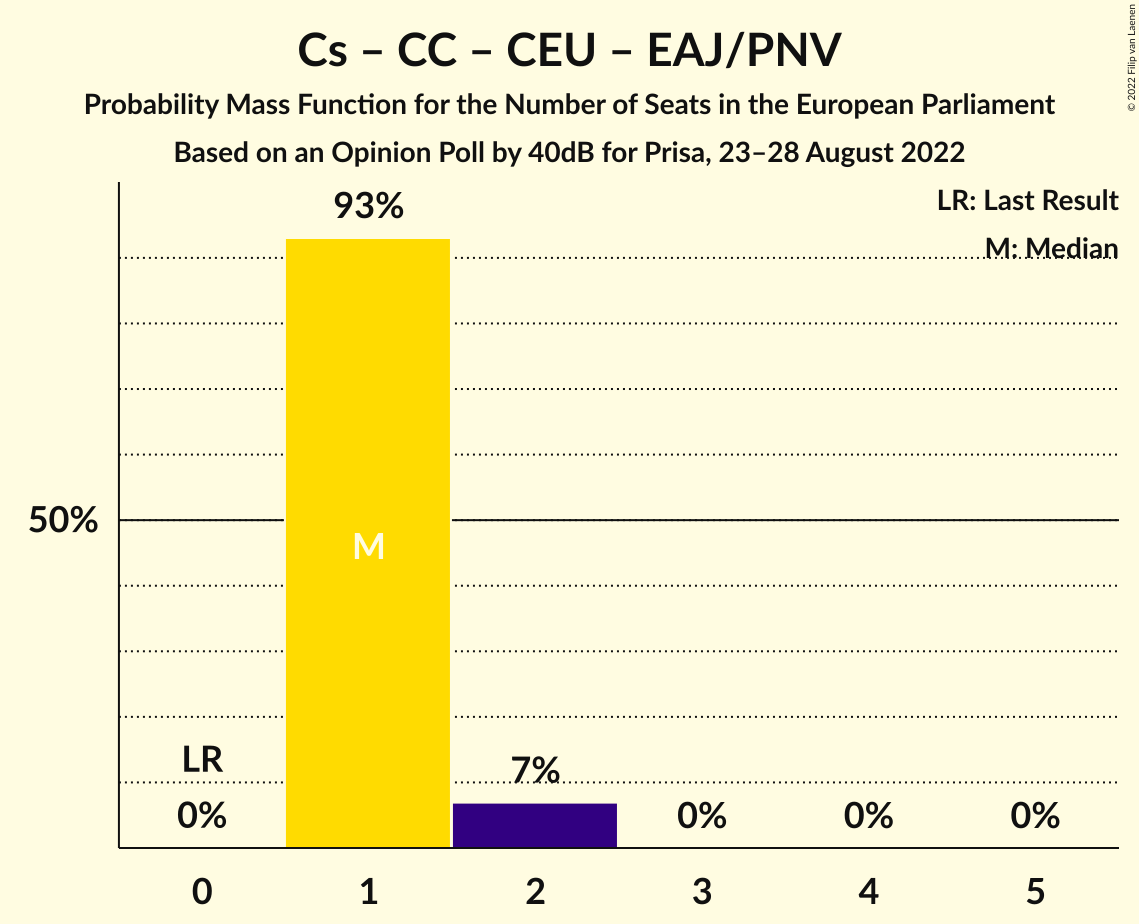 Cs – CC – CEU – EAJ/PNV
Probability Mass Function for the Number of Seats in the European Parliament
Based on an Opinion Poll by 40dB for Prisa, 23–28 August 2022
© 2022 Filip van Laenen
LR: Last Result
M: Median
93%
50%
M
LR
7%
0%
0%
0%
0%
0 1 2 3 4 5